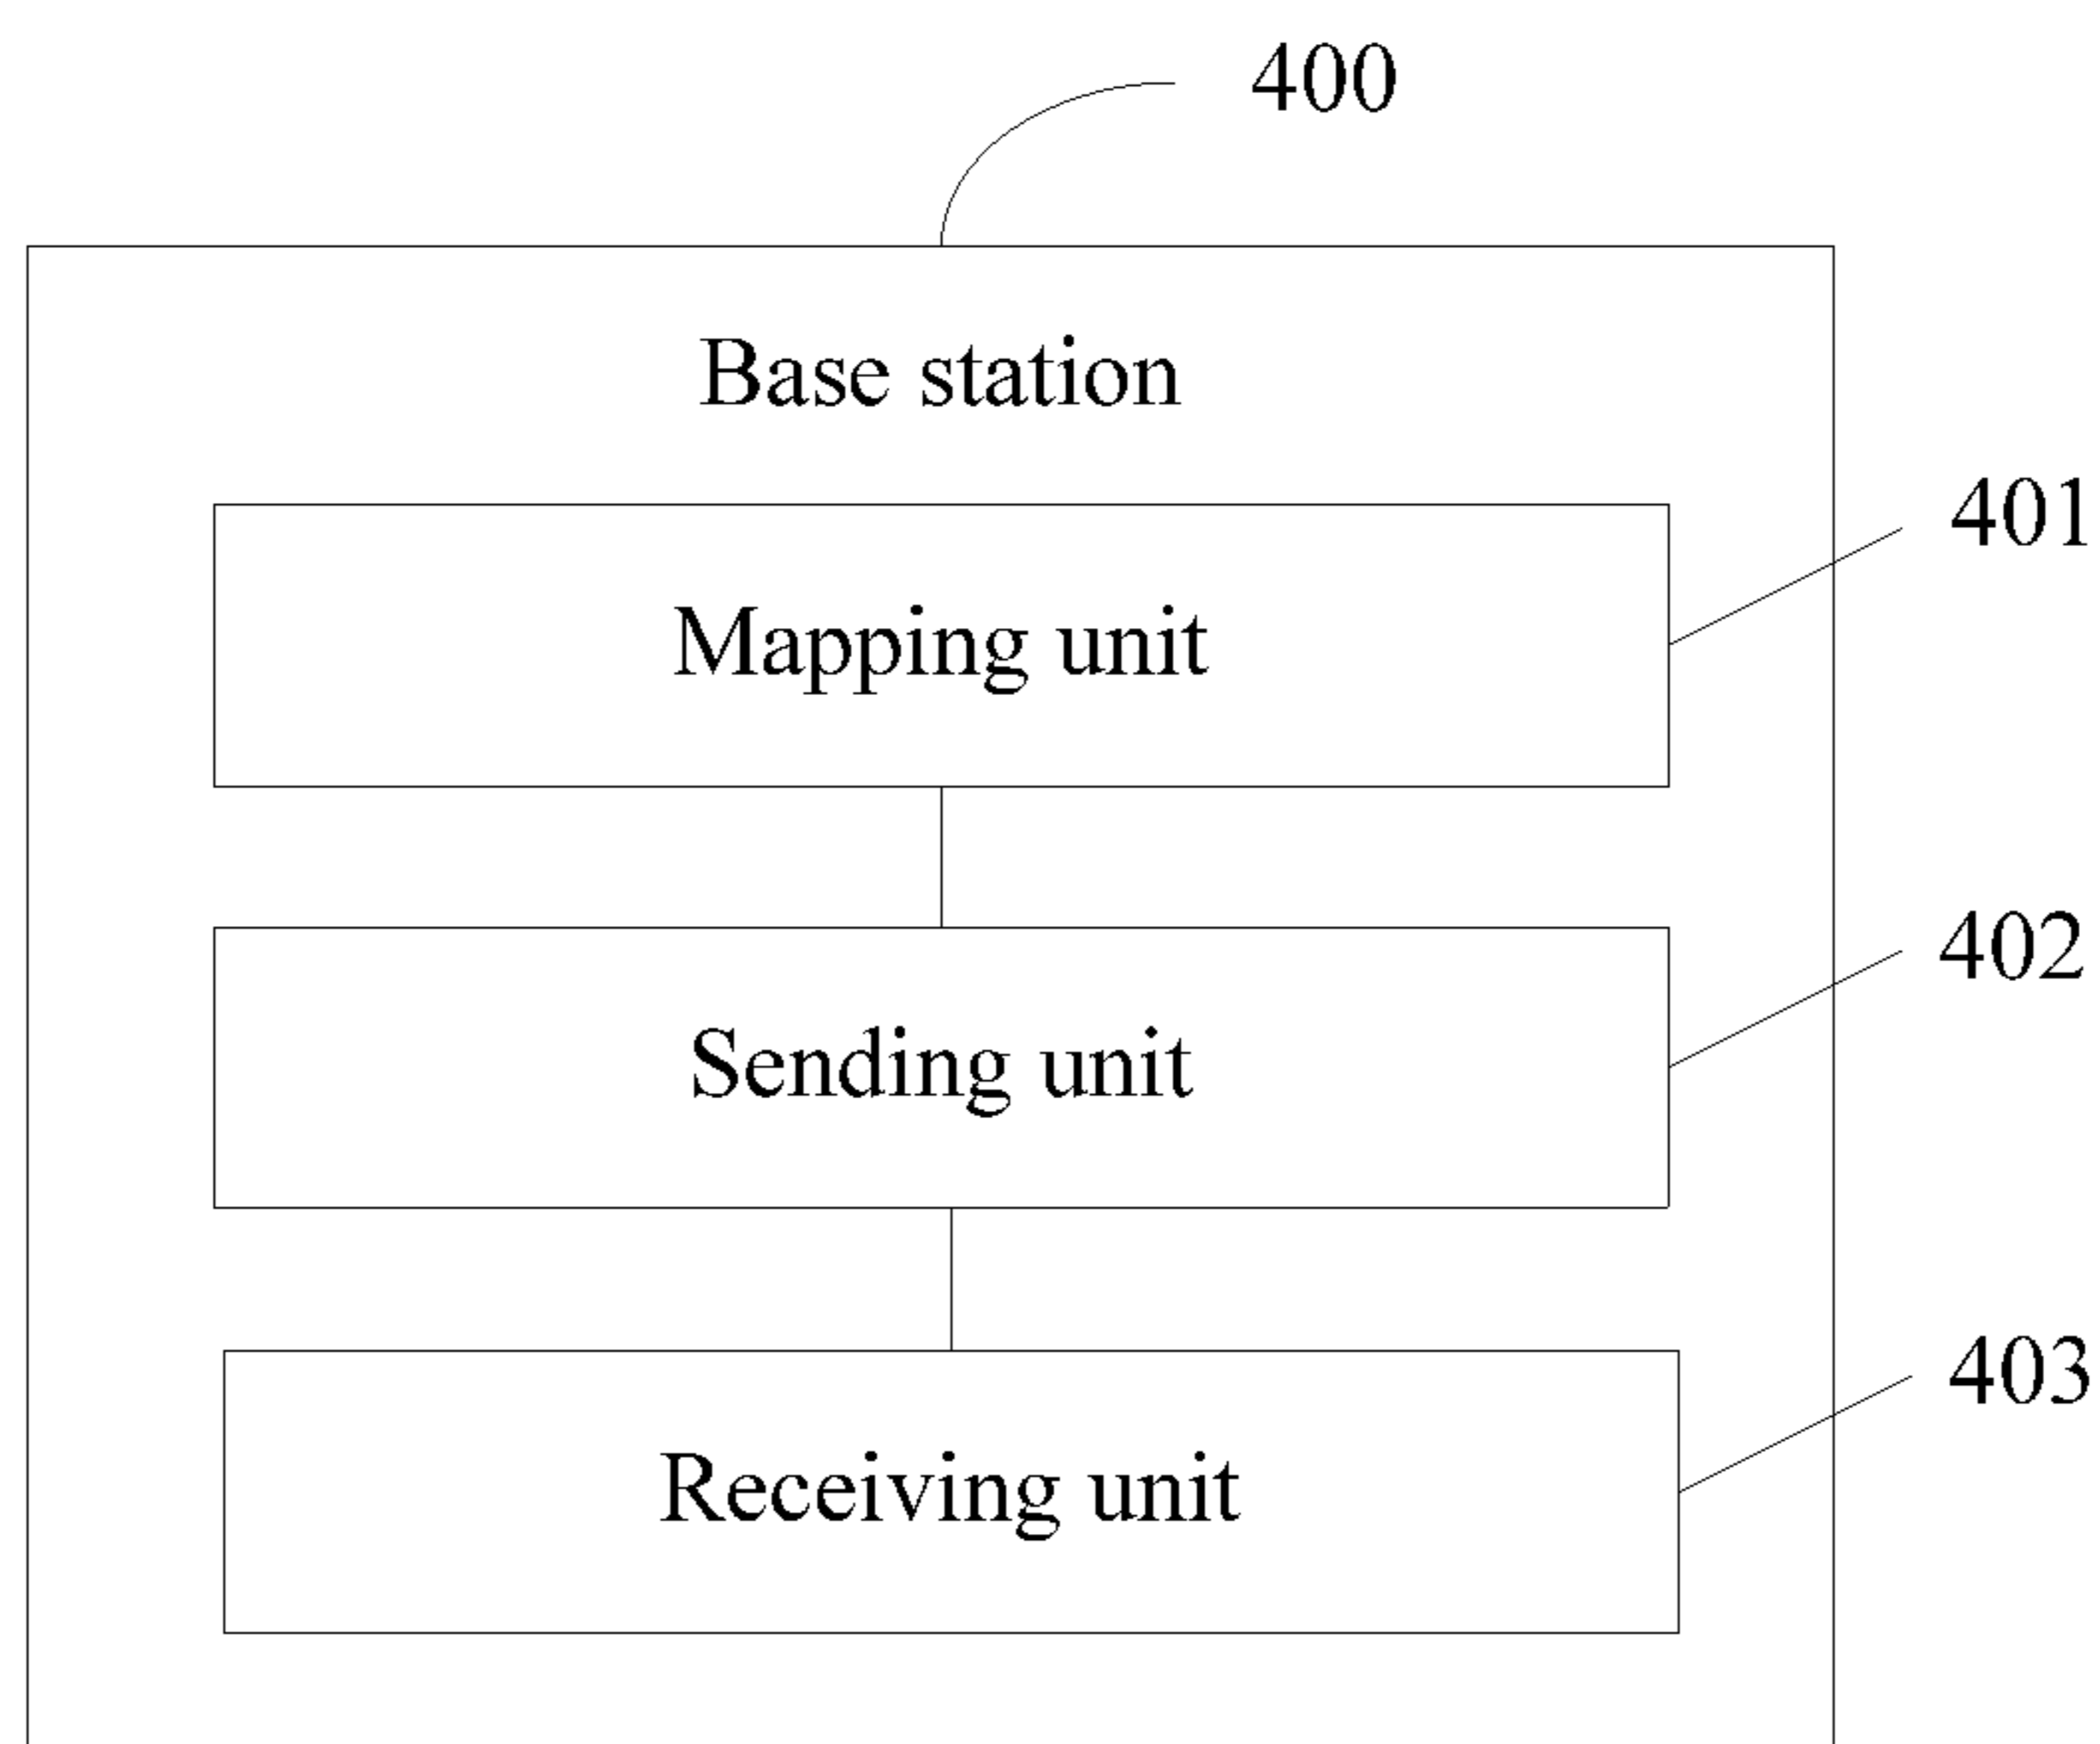 400
Base station
401
Mapping unit
402
Sending unit
403
Receiving unit